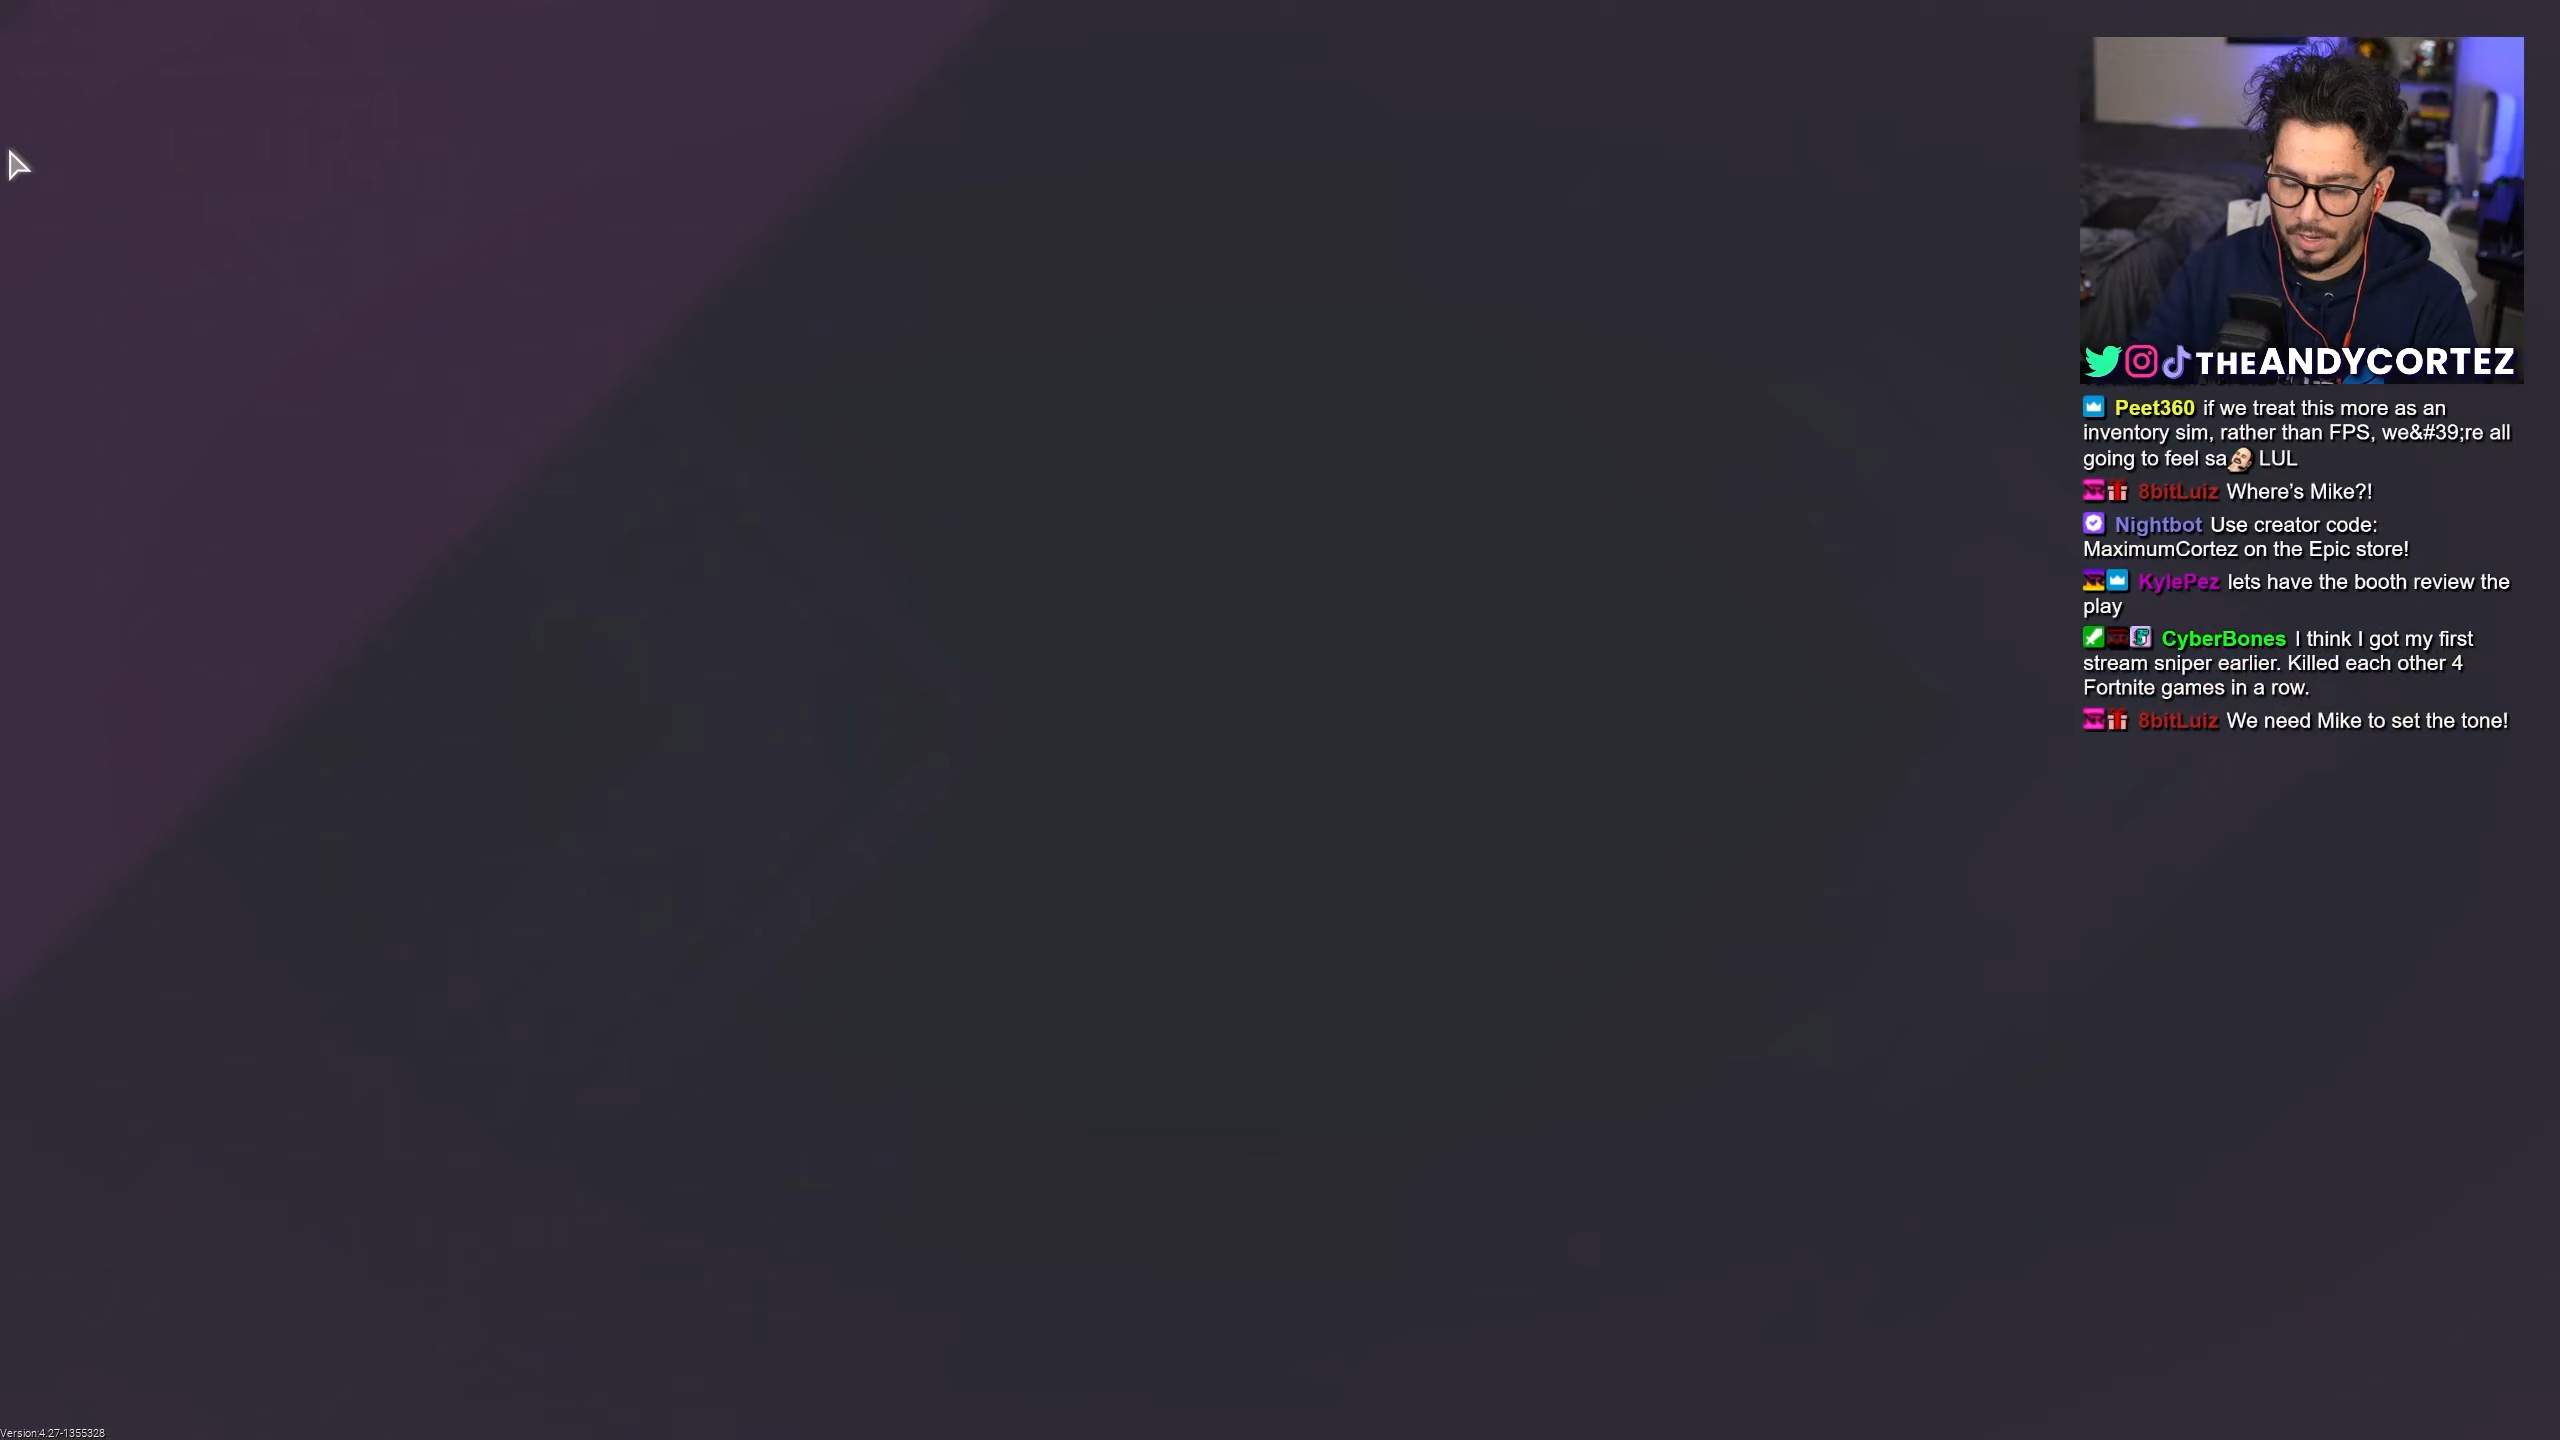 THEANDYCORTEZ
Peet360 if we treat this more as an
inventory sim, rather than FPS, we&#39;re all
going to feel sa LUL
8bitLuiz Where's Mike?!
Nightbot Use creator code:
MaximumCortez on the Epic store!
KylePez lets have the booth review the
play
CyberBones I think I got my first
stream sniper earlier. Killed each other 4
Fortnite games in a row.
8bitLuiz We need Mike to set the tone!
Version:4.27-1355328